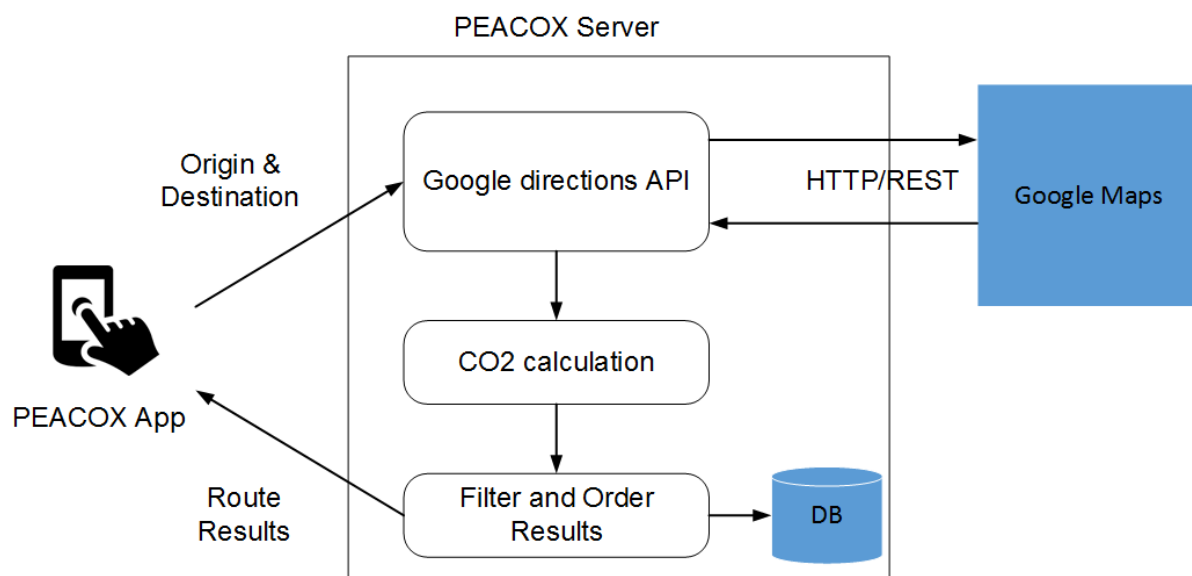 PEACOX Server
Origin &
Destination
Google directions API
HTTP/REST
Google Maps
CO2 calculation
PEACOX App
Route
Results
Filter and Order
Results
DB